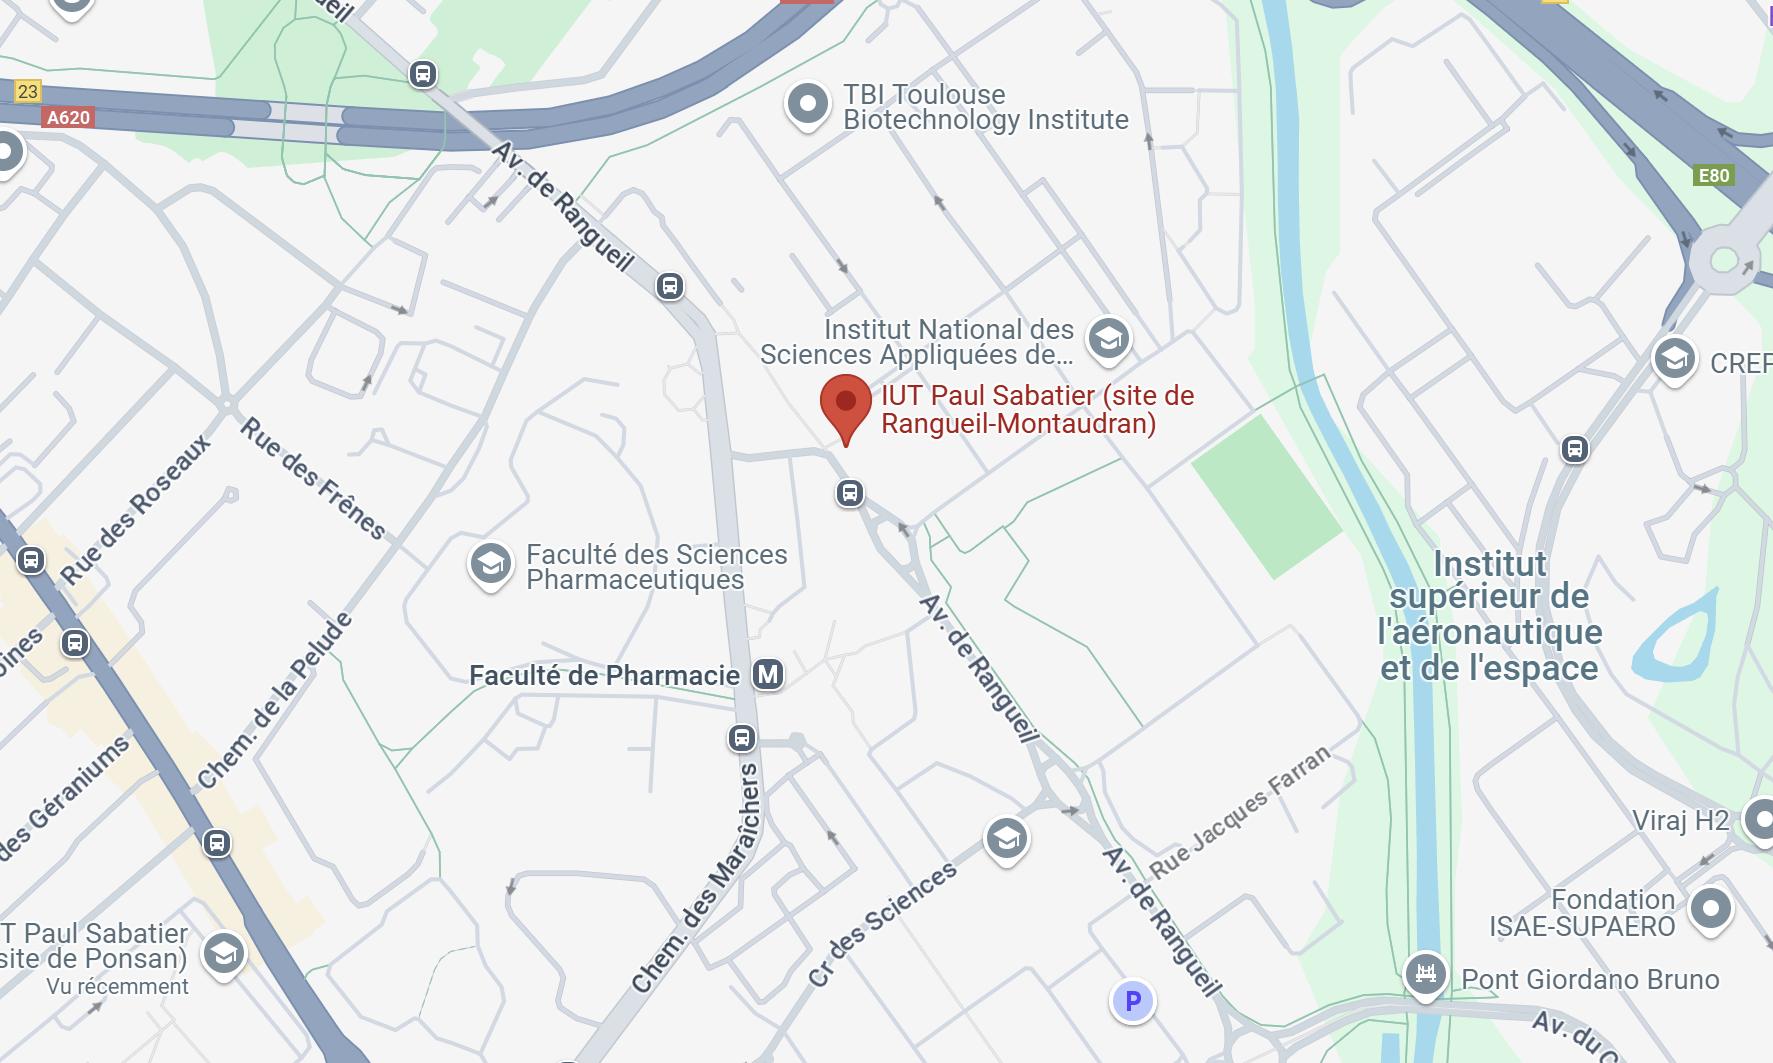 23
A620
Av. de Rangueil
TBI Toulouse
Biotechnology Institute
E80
Institut National des
Sciences Appliquées de...
CREP
IUT Paul Sabatier (site de
Rangueil-Montaudran)
Rue des Roseaux
Rue des Frênes
Faculté des Sciences
Pharmaceutiques
Institut
supérieur de
l'aéronautique
et de l'espace
Av. de Rangueil
Faculté de Pharmacie
M
Chem. de la Pelude
des Géraniums
Chem. des Maraîchers
Rue Jacques Farran
Viraj H2
Cr des Sciences
Av. de Rangueil
Fondation
ISAE-SUPAERO
T Paul Sabatier
site de Ponsan)
Vu récemment
P
Pont Giordano Bruno
Av. du